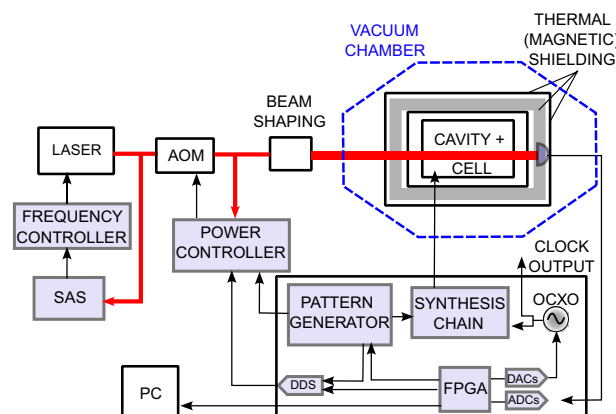 VACUUM
CHAMBER
THERMAL
(MAGNETIC)
SHIELDING
BEAM
SHAPING
LASER
AOM
CAVITY +
CELL
FREQUENCY
CONTROLLER
POWER
CONTROLLER
CLOCK
OUTPUT
SAS
PATTERN
GENERATOR
SYNTHESIS
CHAIN
OCXO
PC
DDS
FPGA
DACs
ADCs